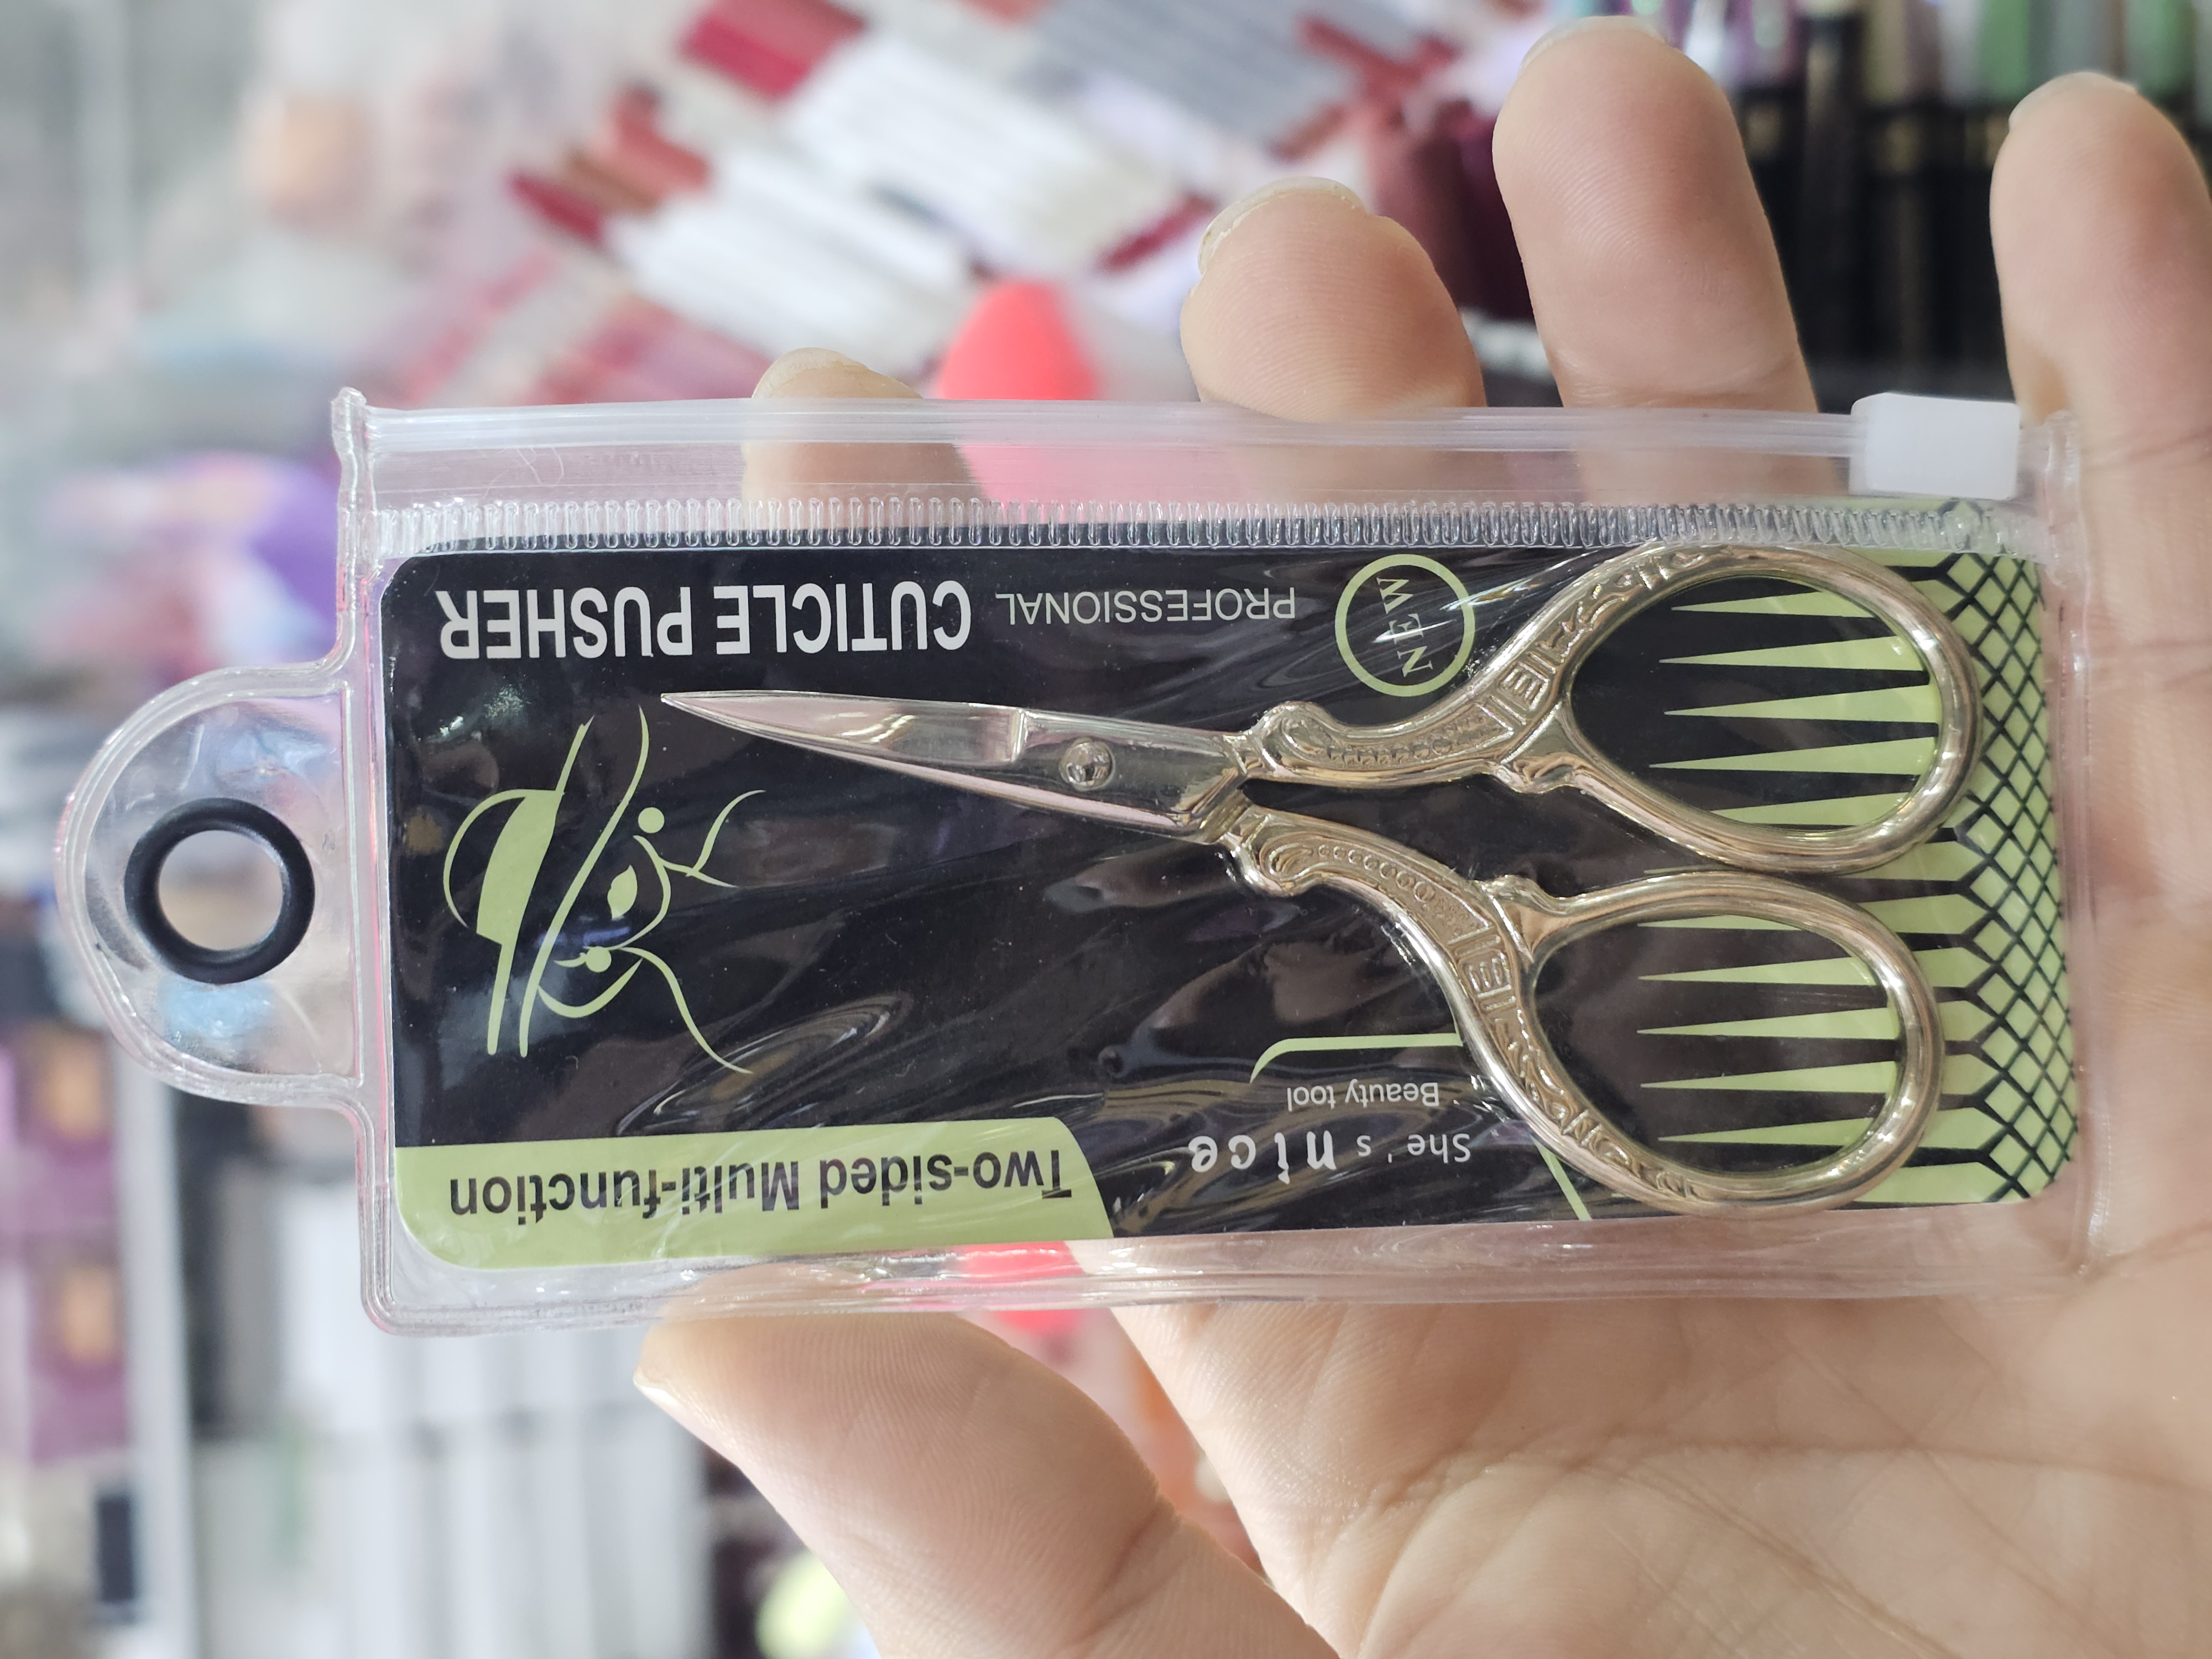 Two-sided Multi-function
She's nice
Beauty tool
NEW
PROFESSIONAL
CUTICLE PUSHER